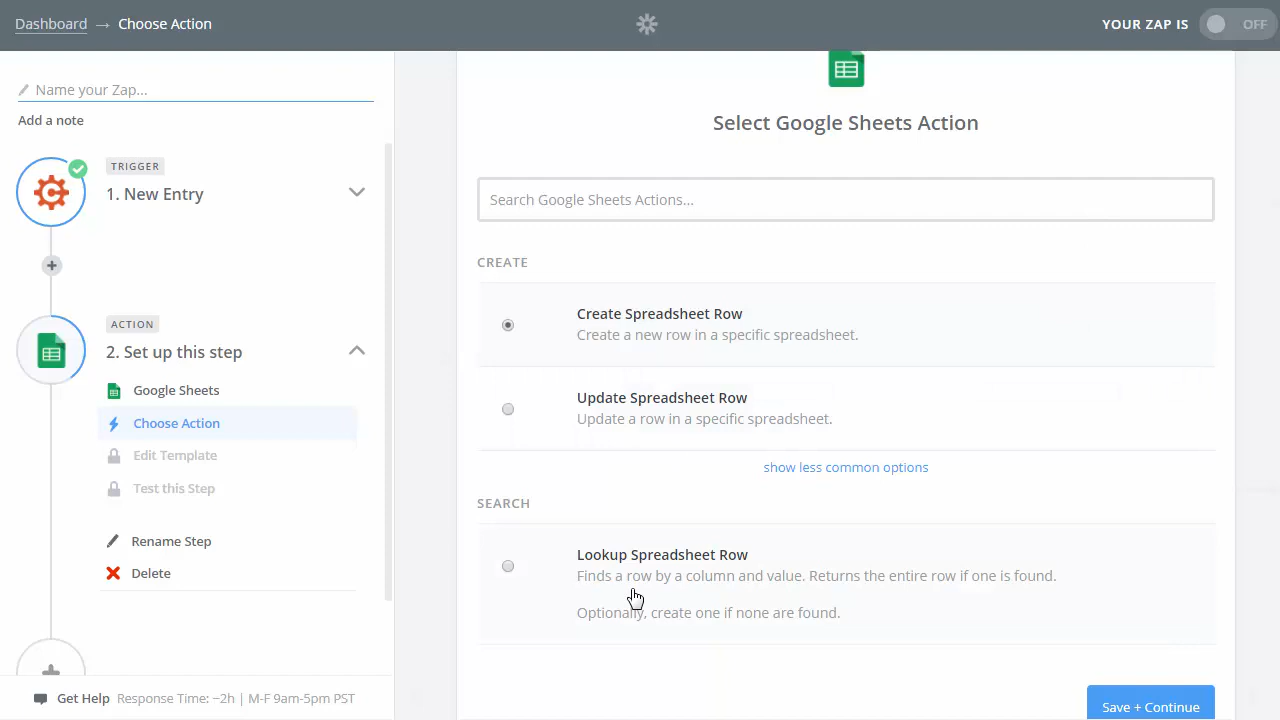 Dashboard → Choose Action
YOUR ZAP IS OFF
Name your Zap...
Add a note
TRIGGER
1. New Entry
ACTION
2. Set up this step
Google Sheets
Choose Action
Edit Template
Test this Step
Rename Step
Delete
Get Help Response Time: ~2h | M-F 9am-5pm PST
Select Google Sheets Action
Search Google Sheets Actions...
CREATE
Create Spreadsheet Row
Create a new row in a specific spreadsheet.
Update Spreadsheet Row
Update a row in a specific spreadsheet.
show less common options
SEARCH
Lookup Spreadsheet Row
Finds a row by a column and value. Returns the entire row if one is found.
Optionally, create one if none are found.
Save + Continue